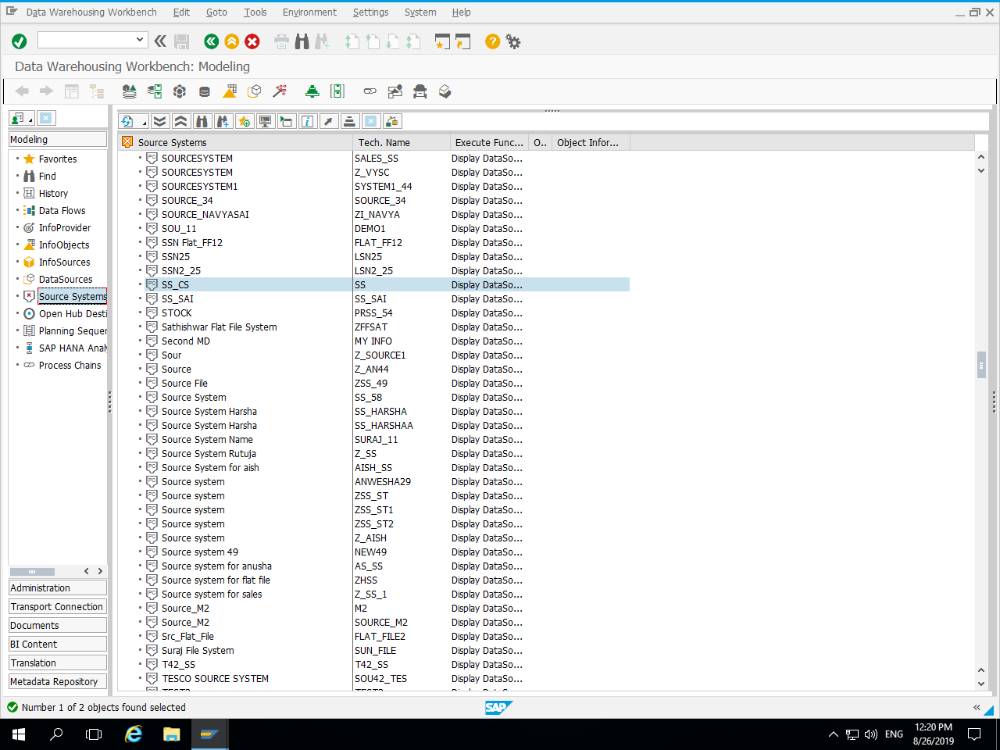 Data Warehousing Workbench Edit Goto Tools Environment Settings System Help
Data Warehousing Workbench: Modeling
Modeling
Favorites
Find
History
Data Flows
InfoProvider
InfoObjects
InfoSources
DataSources
Source Systems
Open Hub Desti
Planning Sequer
SAP HANA Analy
Process Chains
Administration
Transport Connection
Documents
BI Content
Translation
Metadata Repository
Source Systems Tech. Name Execute Func... O.. Object Infor...
SOURCESYSTEM SALES_SS Display DataSo...
SOURCESYSTEM Z_VYSC Display DataSo...
SOURCESYSTEM1 SYSTEM1_44 Display DataSo...
SOURCE_34 SOURCE_34 Display DataSo...
SOURCE_NAVYASAI ZI_NAVYA Display DataSo...
SOU_11 DEMO1 Display DataSo...
SSN Flat_FF12 FLAT_FF12 Display DataSo...
SSN25 LSN25 Display DataSo...
SSN2_25 LSN2_25 Display DataSo...
SS_CS SS Display DataSo...
SS_SAI SS_SAI Display DataSo...
STOCK PRSS_54 Display DataSo...
Sathishwar Flat File System ZFFSAT Display DataSo...
Second MD MY INFO Display DataSo...
Sour Z_SOURCE1 Display DataSo...
Source Z_AN44 Display DataSo...
Source File ZSS_49 Display DataSo...
Source System SS_58 Display DataSo...
Source System Harsha SS_HARSHA Display DataSo...
Source System Harsha SS_HARSHAA Display DataSo...
Source System Name SURAJ_11 Display DataSo...
Source System Rutuja Z_SS Display DataSo...
Source System for aish AISH_SS Display DataSo...
Source system ANWESHA29 Display DataSo...
Source system ZSS_ST Display DataSo...
Source system ZSS_ST1 Display DataSo...
Source system ZSS_ST2 Display DataSo...
Source system Z_AISH Display DataSo...
Source system 49 NEW49 Display DataSo...
Source system for anusha AS_SS Display DataSo...
Source system for flat file ZHSS Display DataSo...
Source system for sales Z_SS_1 Display DataSo...
Source_M2 M2 Display DataSo...
Source_M2 SOURCE_M2 Display DataSo...
Src_Flat_File FLAT_FILE2 Display DataSo...
Suraj File System SUN_FILE Display DataSo...
T42_SS T42_SS Display DataSo...
TESCO SOURCE SYSTEM SOU42_TES Display DataSo...
Number 1 of 2 objects found selected
SAP
ENG
12:20 PM
8/26/2019